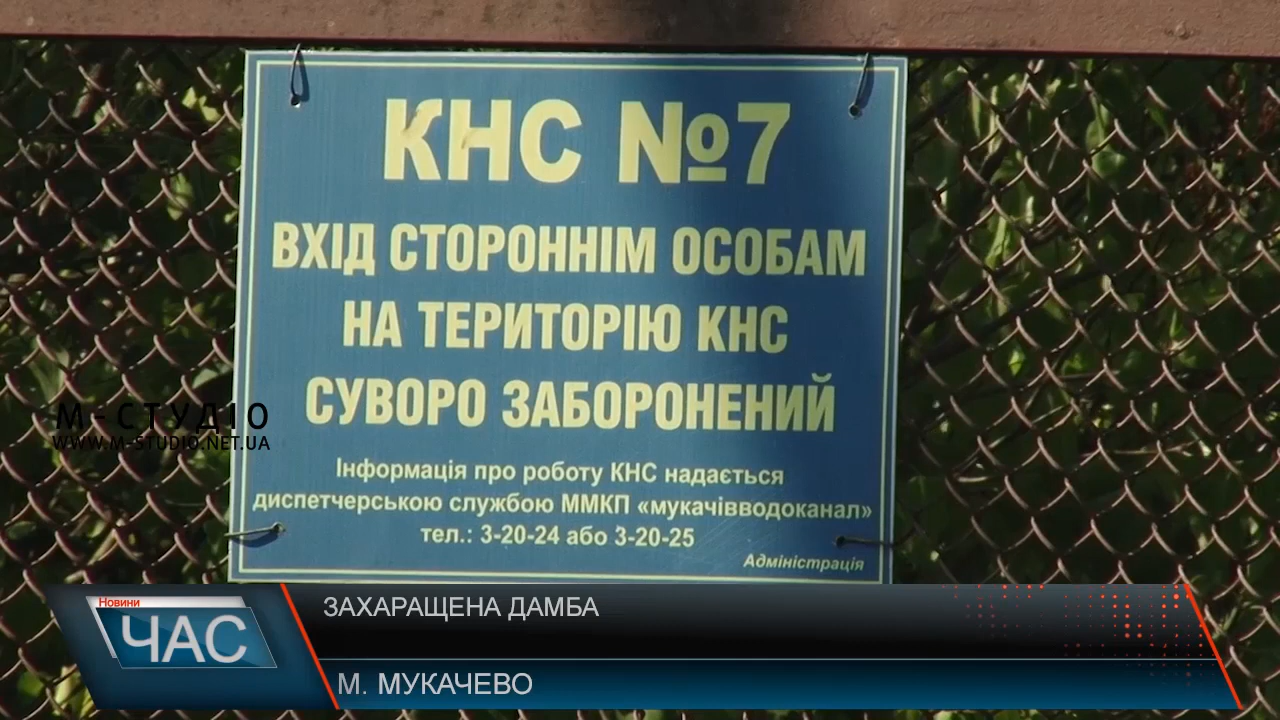 КНС №7
ВХІД СТОРОННІМ ОСОБАМ
НА ТЕРИТОРІЮ КНС
СУВОРО ЗАБОРОНЕНИЙ
Інформація про роботу КНС надається
диспетчерською службою ММКП «мукачівводоканал»
тел.: 3-20-24 або 3-20-25
Адміністрація
М-СТУДІО
WWW.M-STUDIO.NET.UA
Новини
ЧАС
ЗАХАРАЩЕНА ДАМБА
М. МУКАЧЕВО